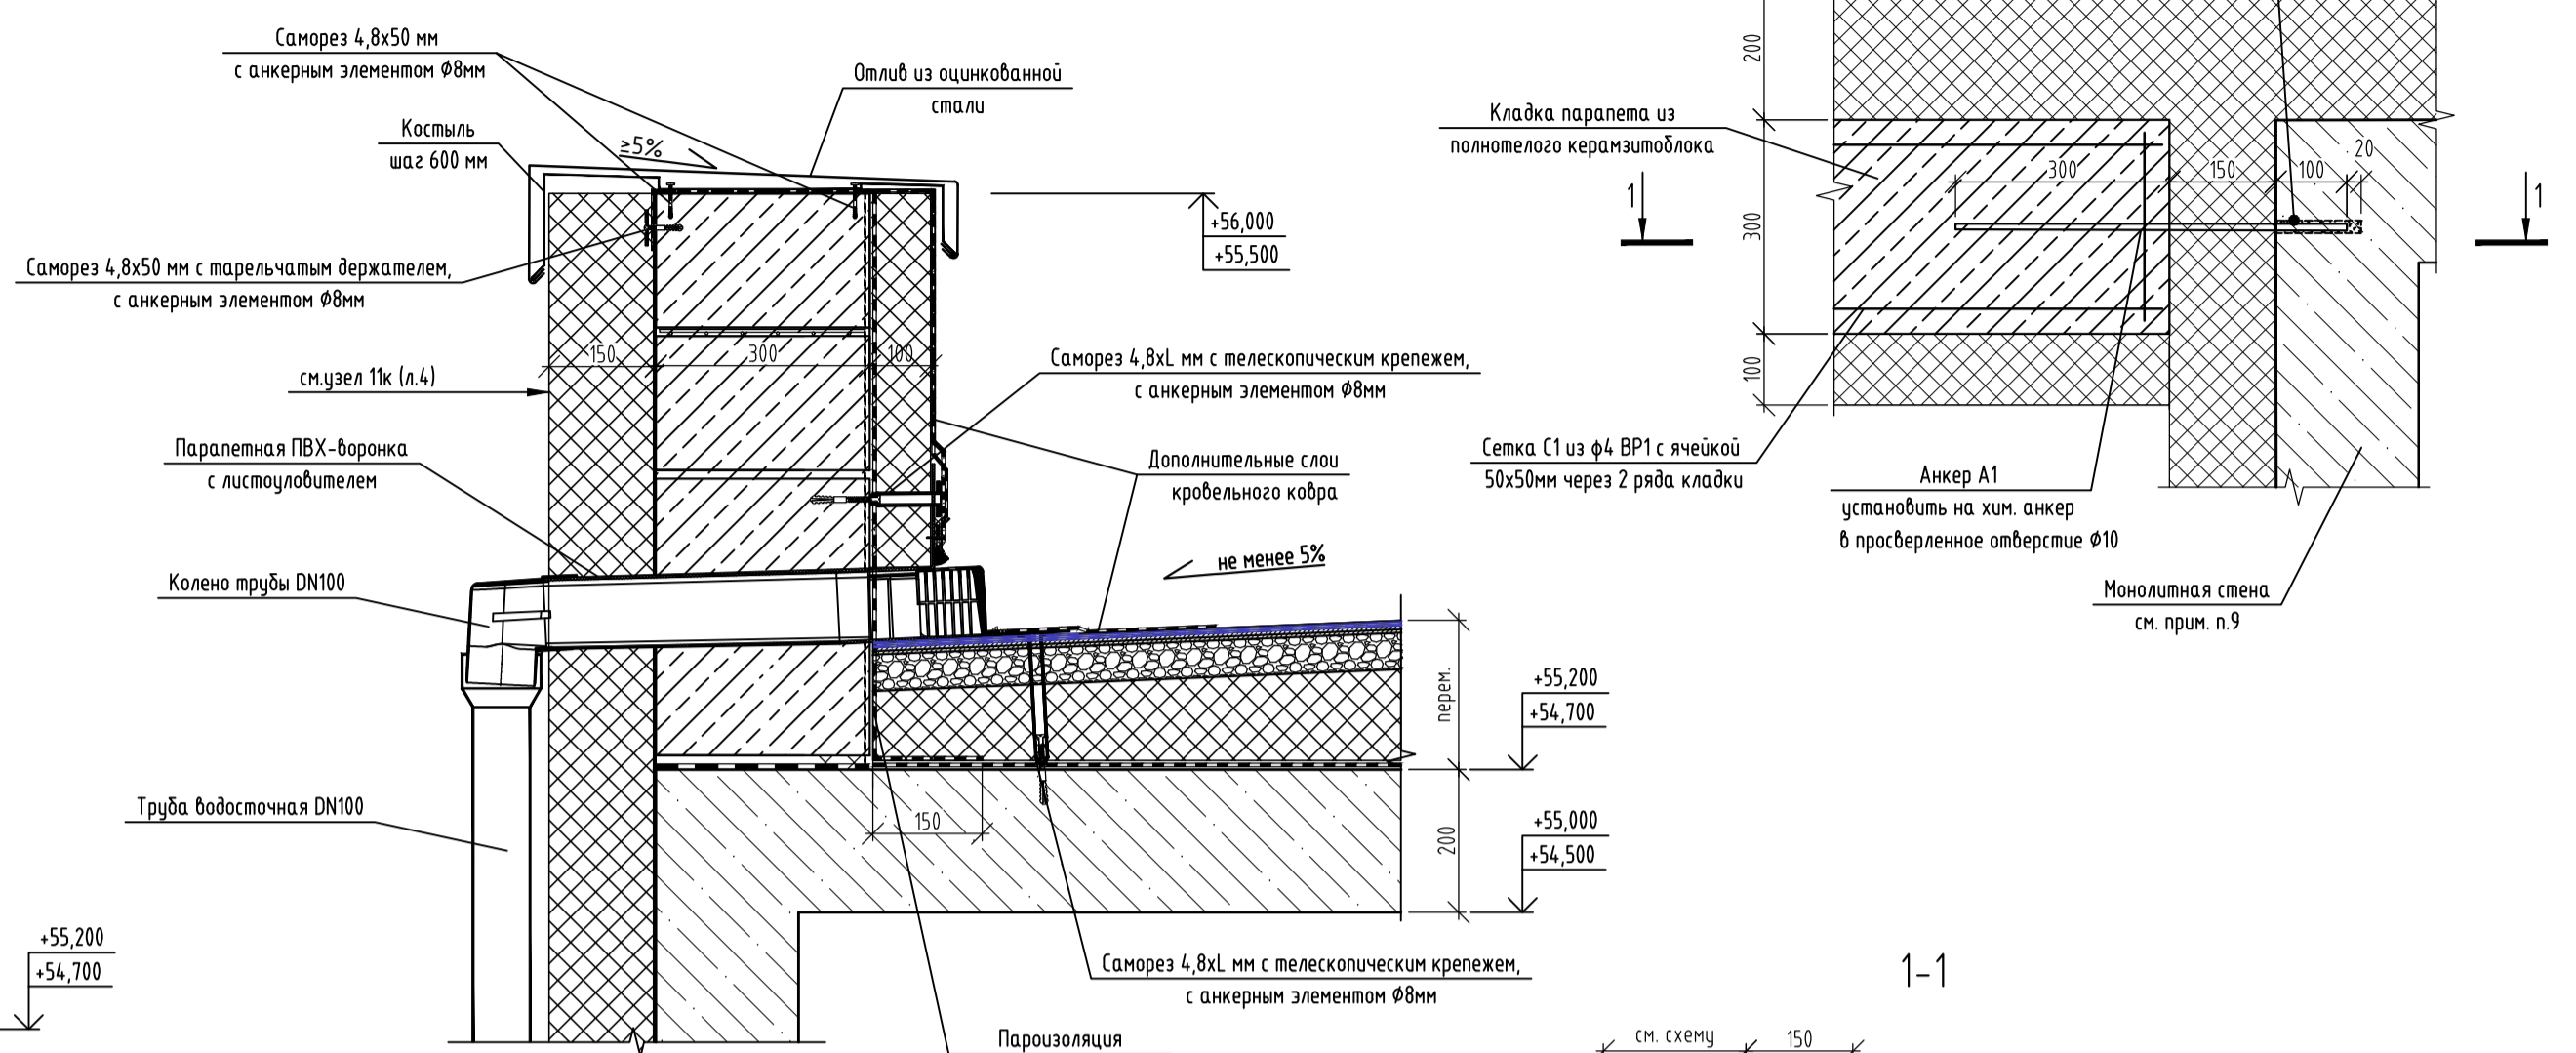 Саморез 4,8х50 мм
с анкерным элементом Ф8мм
Отлив из оцинкованной
стали
Костыль
шаг 600 мм
≥5%
+56,000
+55,500
Саморез 4,8х50 мм с тарельчатым держателем,
с анкерным элементом Ф8мм
150
300
100
см.узел 11к (л.4)
Саморез 4,8хL мм с телескопическим крепежем,
с анкерным элементом Ф8мм
Парапетная ПВХ-воронка
с листоуловителем
Дополнительные слои
кровельного ковра
не менее 5%
Колено трубы DN100
перем.
+55,200
+54,700
Труба водосточная DN100
150
200
+55,000
+54,500
+55,200
+54,700
Саморез 4,8хL мм с телескопическим крепежем,
с анкерным элементом Ф8мм
Пароизоляция
200
Кладка парапета из
полнотелого керамзитоблока
300
150
100
20
1
1
300
100
Сетка С1 из ф4 ВР1 с ячейкой
50х50мм через 2 ряда кладки
Анкер А1
установить на хим. анкер
в просверленное отверстие Ф10
Монолитная стена
см. прим. п.9
1-1
см. схему
150